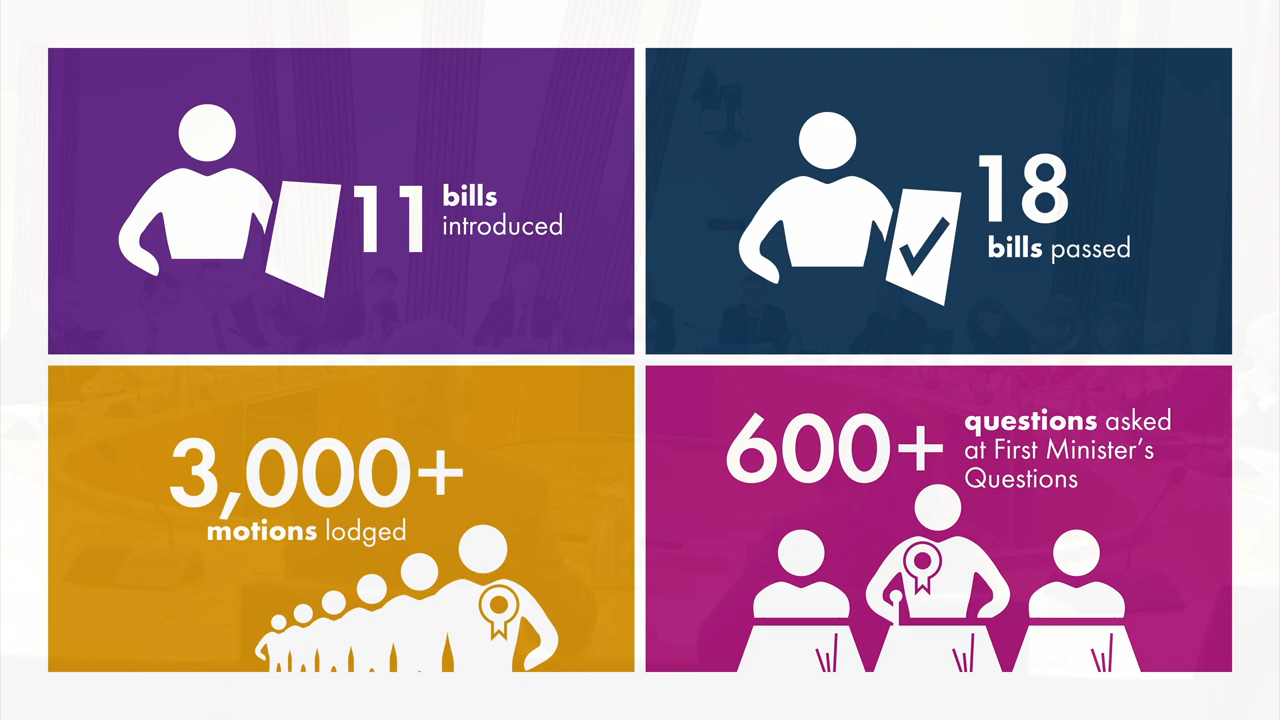 11 bills
introduced
18
bills passed
3,000+
motions lodged
600+ questions asked
at First Minister’s
Questions